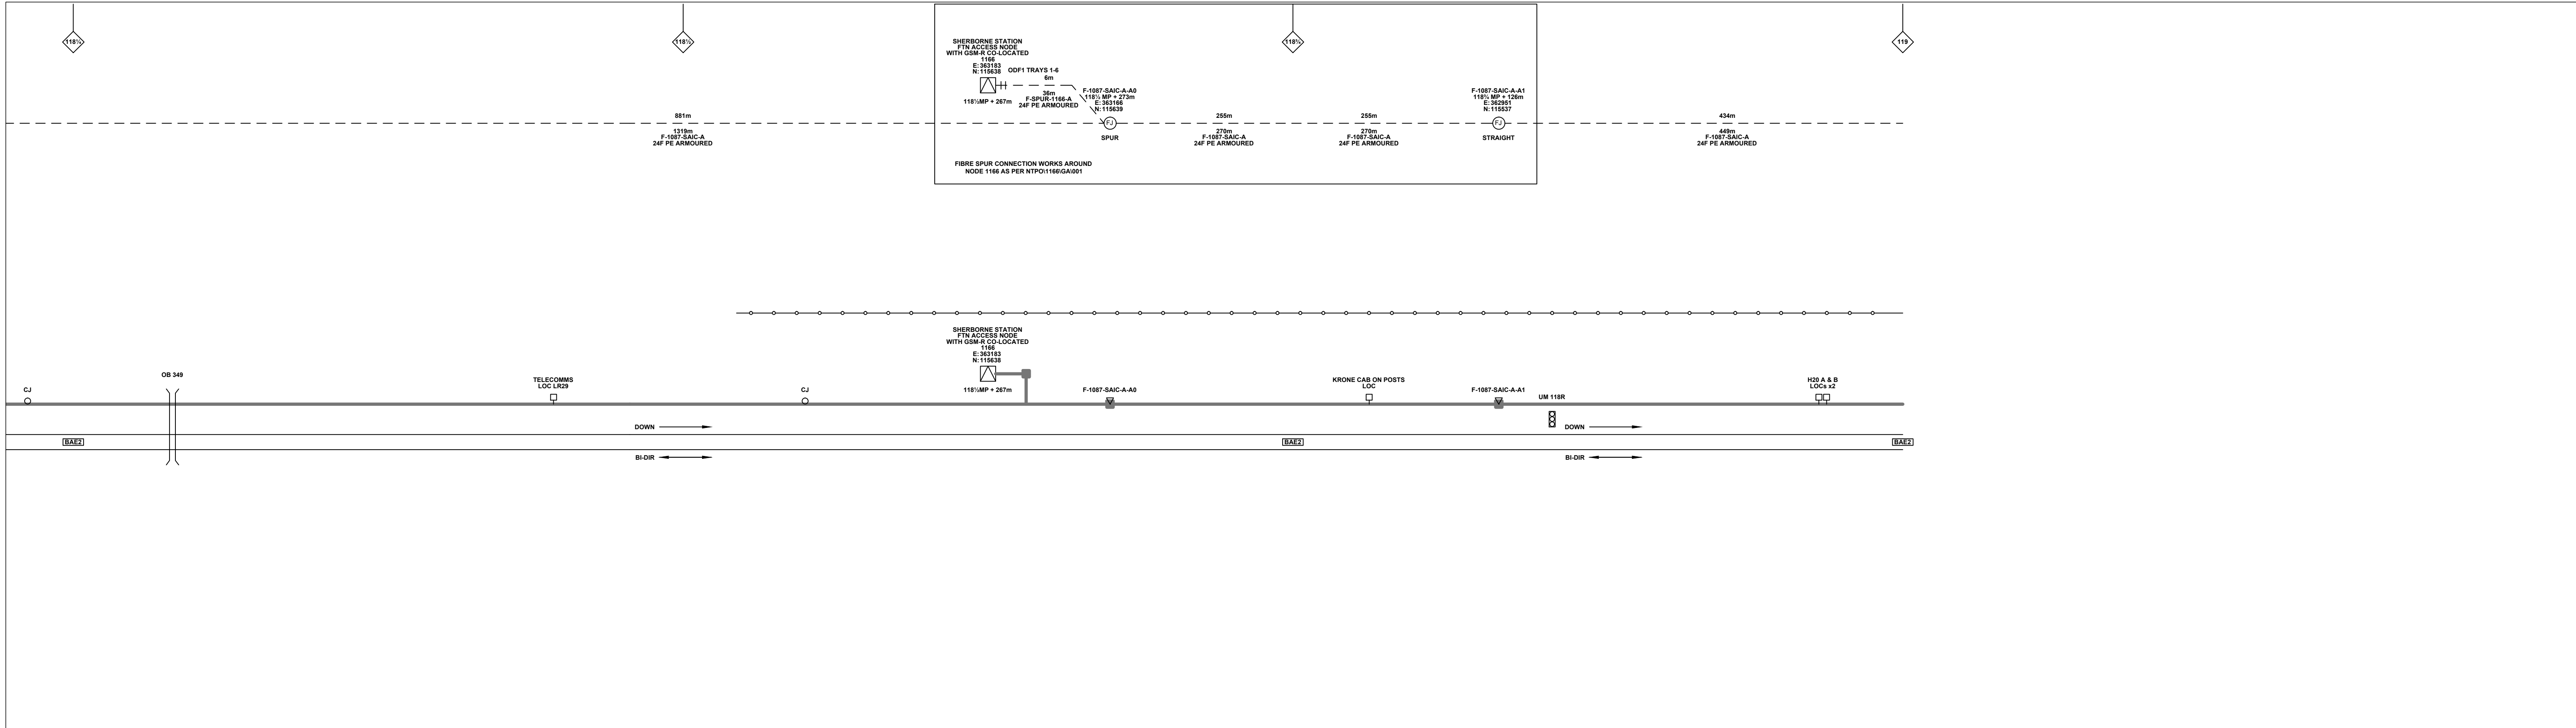 118¼
118½
118¾
119
SHERBORNE STATION
FTN ACCESS NODE
WITH GSM-R CO-LOCATED
1166
E: 363183
N: 115638
118½MP + 267m
ODF1 TRAYS 1-6
6m
36m
F-SPUR-1166-A
24F PE ARMOURED
F-1087-SAIC-A-A0
118½ MP + 273m
E: 363166
N: 115639
FJ
SPUR
F-1087-SAIC-A-A1
118¾ MP + 126m
E: 362951
N: 115537
FJ
STRAIGHT
881m
1319m
F-1087-SAIC-A
24F PE ARMOURED
255m
270m
F-1087-SAIC-A
24F PE ARMOURED
255m
270m
F-1087-SAIC-A
24F PE ARMOURED
434m
449m
F-1087-SAIC-A
24F PE ARMOURED
FIBRE SPUR CONNECTION WORKS AROUND
NODE 1166 AS PER NTPO\1166\GA\001
SHERBORNE STATION
FTN ACCESS NODE
WITH GSM-R CO-LOCATED
1166
E: 363183
N: 115638
118½MP + 267m
CJ
OB 349
TELECOMMS
LOC LR29
CJ
F-1087-SAIC-A-A0
KRONE CAB ON POSTS
LOC
F-1087-SAIC-A-A1
UM 118R
H20 A & B
LOCs x2
DOWN
DOWN
BAE2
BAE2
BAE2
BI-DIR
BI-DIR